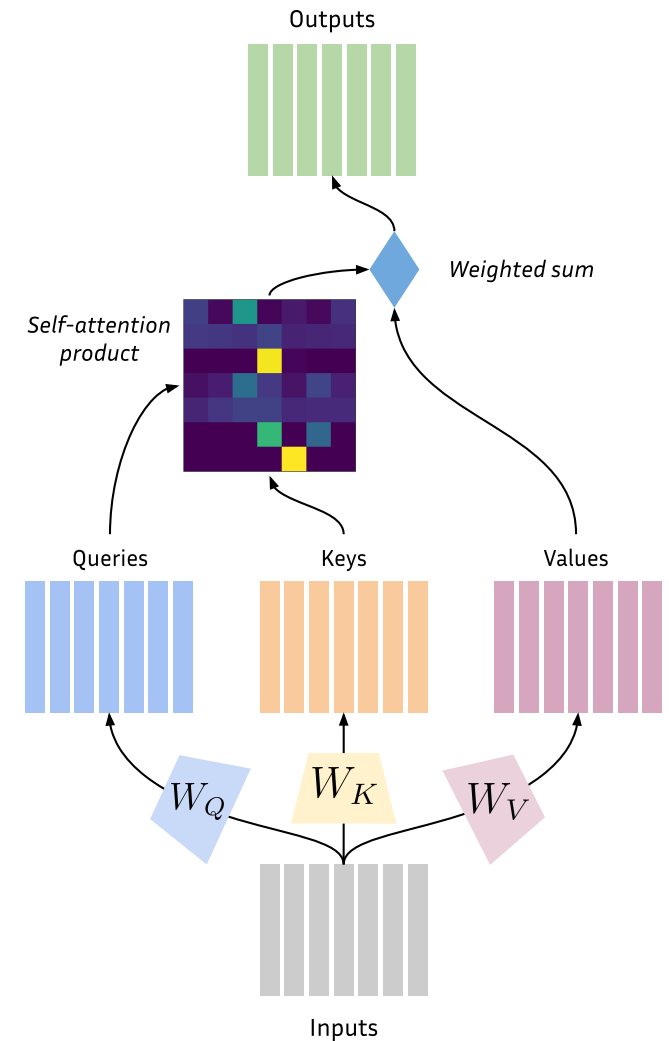 Outputs
Weighted sum
Self-attention
product
Queries
Keys
Values
W_Q
W_K
W_V
Inputs